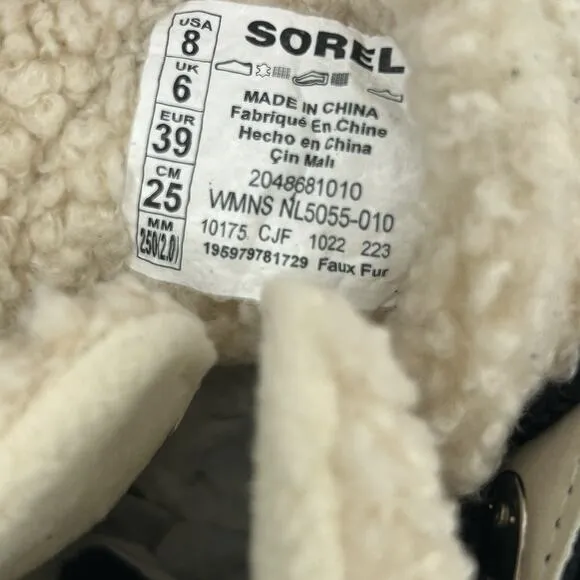 USA
8
UK
6
EUR
39
CM
25
MM
250(2.0)
SOREL
MADE IN CHINA
Fabriqué En Chine
Hecho en China
Çin Malı
2048681010
WMNS NL5055-010
10175 CJF 1022 223
195979781729 Faux Fur